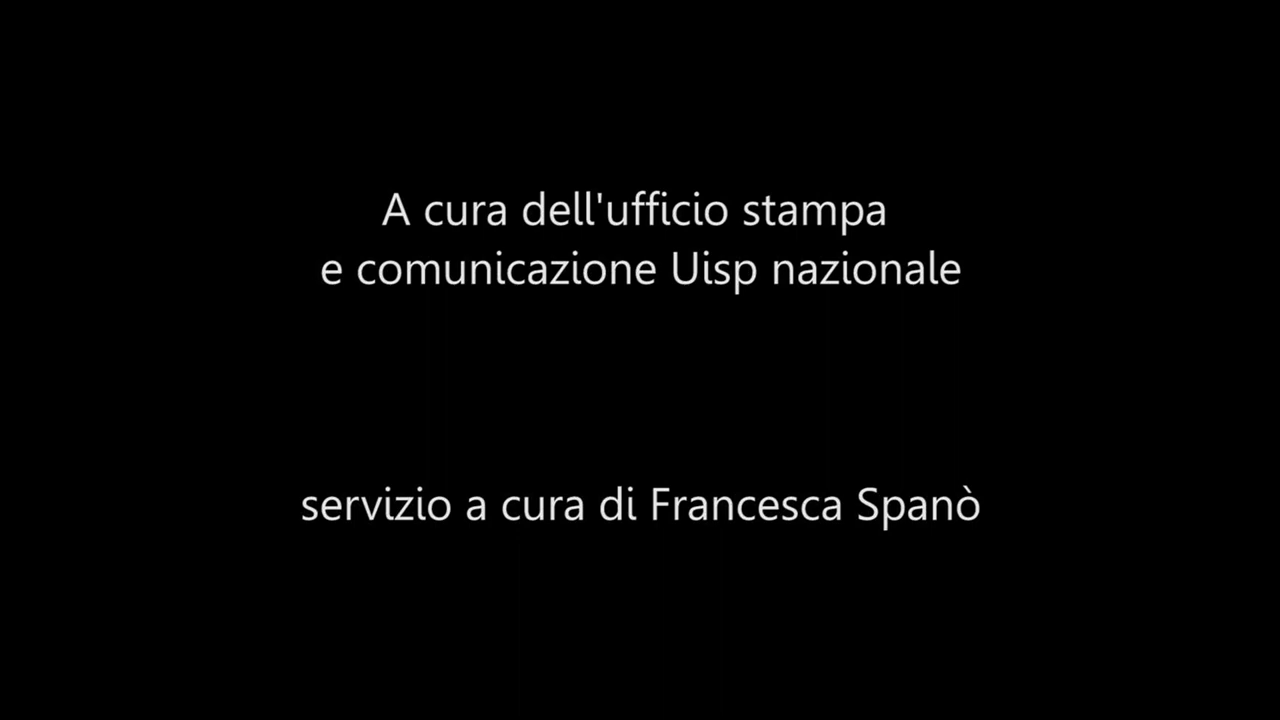 A cura dell'ufficio stampa
e comunicazione Uisp nazionale
servizio a cura di Francesca Spanò